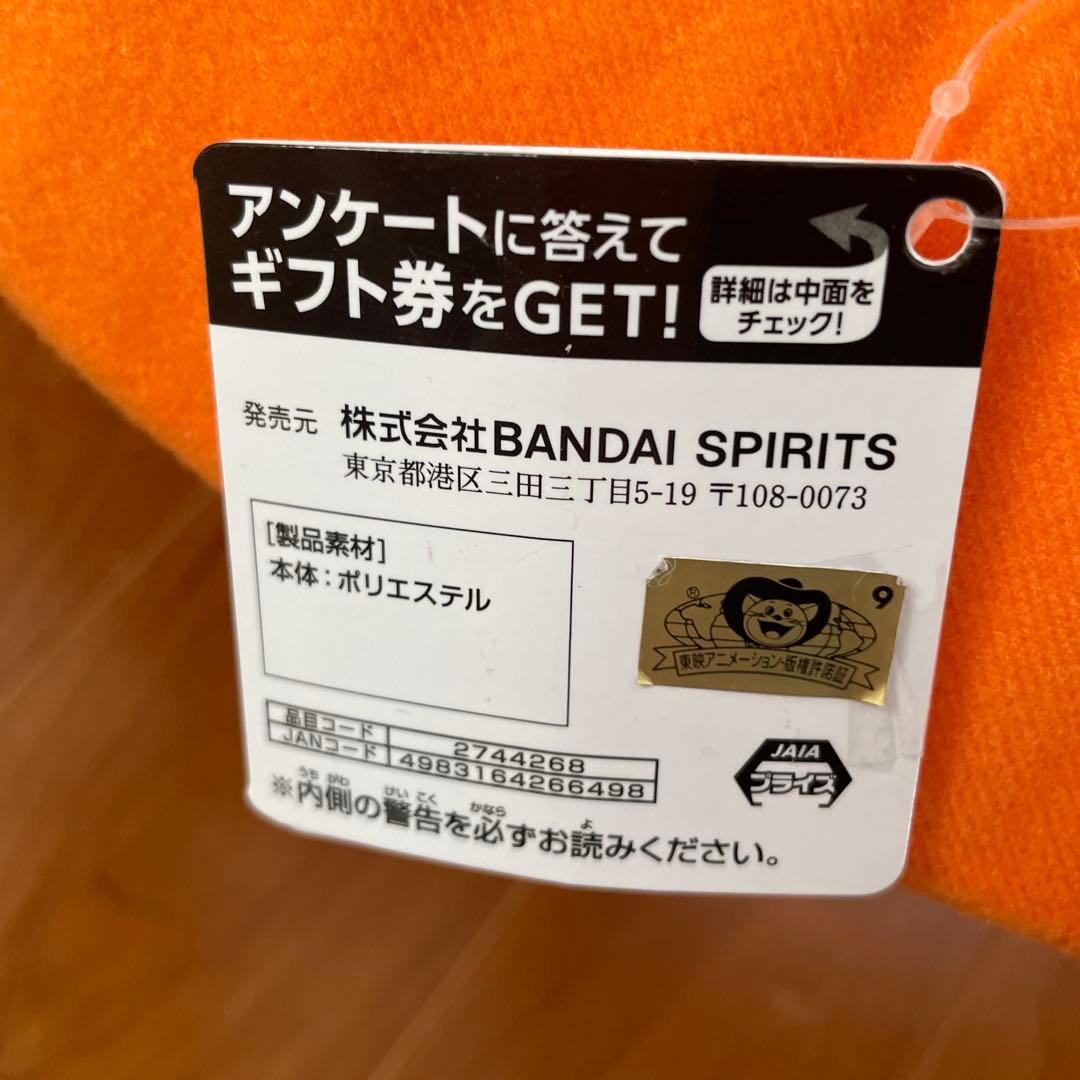 アンケートに答えて
ギフト券をGET!
詳細は中面を
チェック!
発売元 株式会社BANDAI SPIRITS
東京都港区三田三丁目5-19 〒108-0073
[製品素材]
本体：ポリエステル
9
東映アニメーション・版権許諾証
品目コード 2744268
JANコード 4983164266498
JAIA
プライズ
※内側の警告を必ずお読みください。